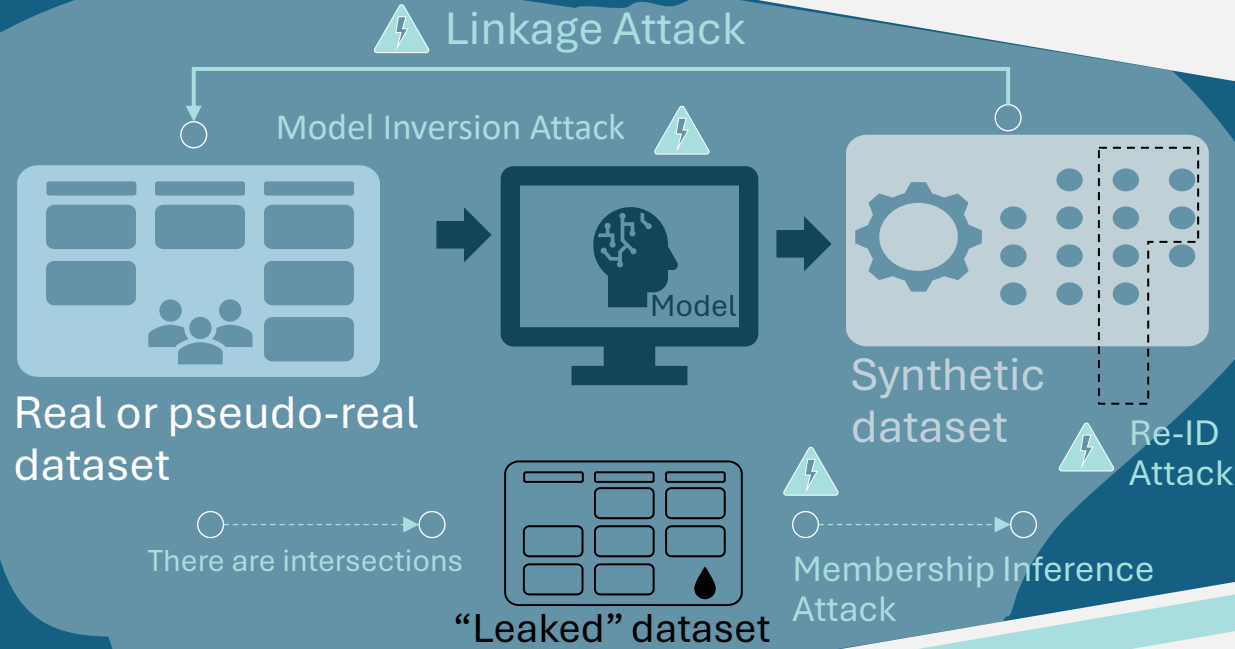 Linkage Attack
Model Inversion Attack
Model
Real or pseudo-real
dataset
Synthetic
dataset
Re-ID
Attack
There are intersections
Membership Inference
Attack
“Leaked” dataset